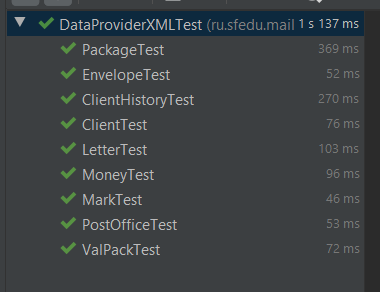 DataProviderXMLTest (ru.sfedu.mail 1 s 137 ms
PackageTest 369 ms
EnvelopeTest 52 ms
ClientHistoryTest 270 ms
ClientTest 76 ms
LetterTest 103 ms
MoneyTest 96 ms
MarkTest 46 ms
PostOfficeTest 53 ms
ValPackTest 72 ms